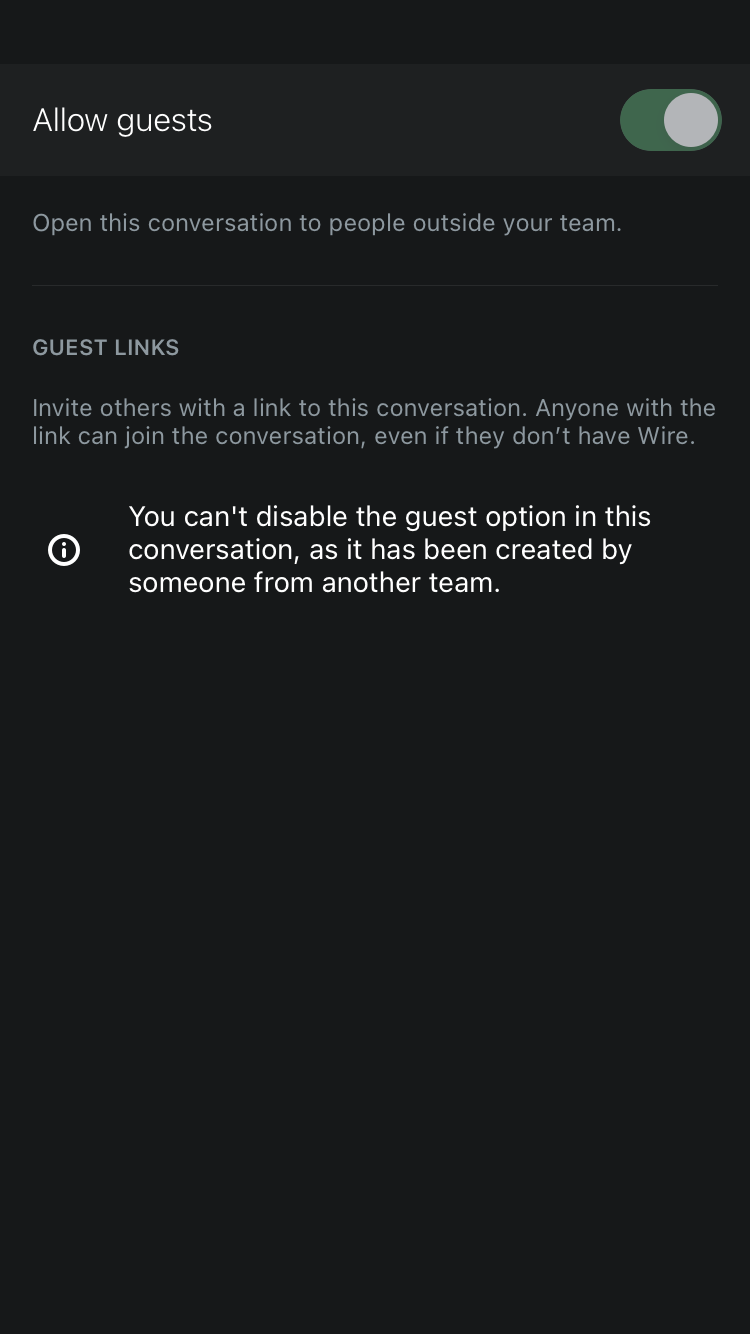 Allow guests
Open this conversation to people outside your team.
GUEST LINKS
Invite others with a link to this conversation. Anyone with the
link can join the conversation, even if they don’t have Wire.
You can't disable the guest option in this
conversation, as it has been created by
someone from another team.